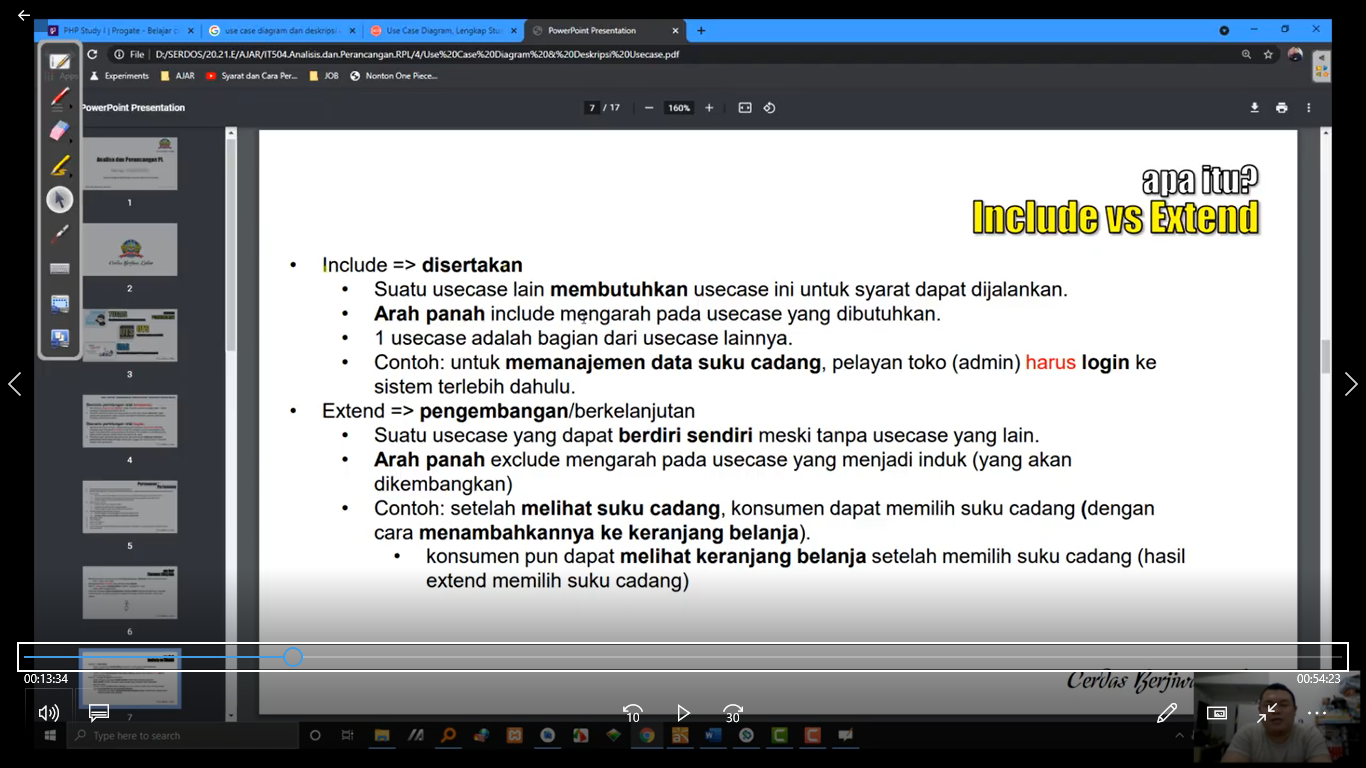 PHP Study I | Progate - Belajar c
use case diagram dan deskripsi
Use Case Diagram, Lengkap Stu
PowerPoint Presentation
File
D:/SERDOS/20.21.E/AJAR/IT504.Analisis.dan.Perancangan.RPL/4/Use%20Case%20Diagram%20&%20Deskripsi%20Usecase.pdf
Apps
Experiments
AJAR
Syarat dan Cara Per...
JOB
Nonton One Piece...
PowerPoint Presentation
7 / 17
160%
Analisa dan Perancangan PL
1
2
3
4
5
6
7
apa itu?
Include vs Extend
• Include => disertakan
• Suatu usecase lain membutuhkan usecase ini untuk syarat dapat dijalankan.
• Arah panah include mengarah pada usecase yang dibutuhkan.
• 1 usecase adalah bagian dari usecase lainnya.
• Contoh: untuk memanajemen data suku cadang, pelayan toko (admin) harus login ke
sistem terlebih dahulu.
• Extend => pengembangan/berkelanjutan
• Suatu usecase yang dapat berdiri sendiri meski tanpa usecase yang lain.
• Arah panah exclude mengarah pada usecase yang menjadi induk (yang akan
dikembangkan)
• Contoh: setelah melihat suku cadang, konsumen dapat memilih suku cadang (dengan
cara menambahkannya ke keranjang belanja).
• konsumen pun dapat melihat keranjang belanja setelah memilih suku cadang (hasil
extend memilih suku cadang)
Cerdas Berjiwa
00:13:34
00:54:23
10
30
Type here to search